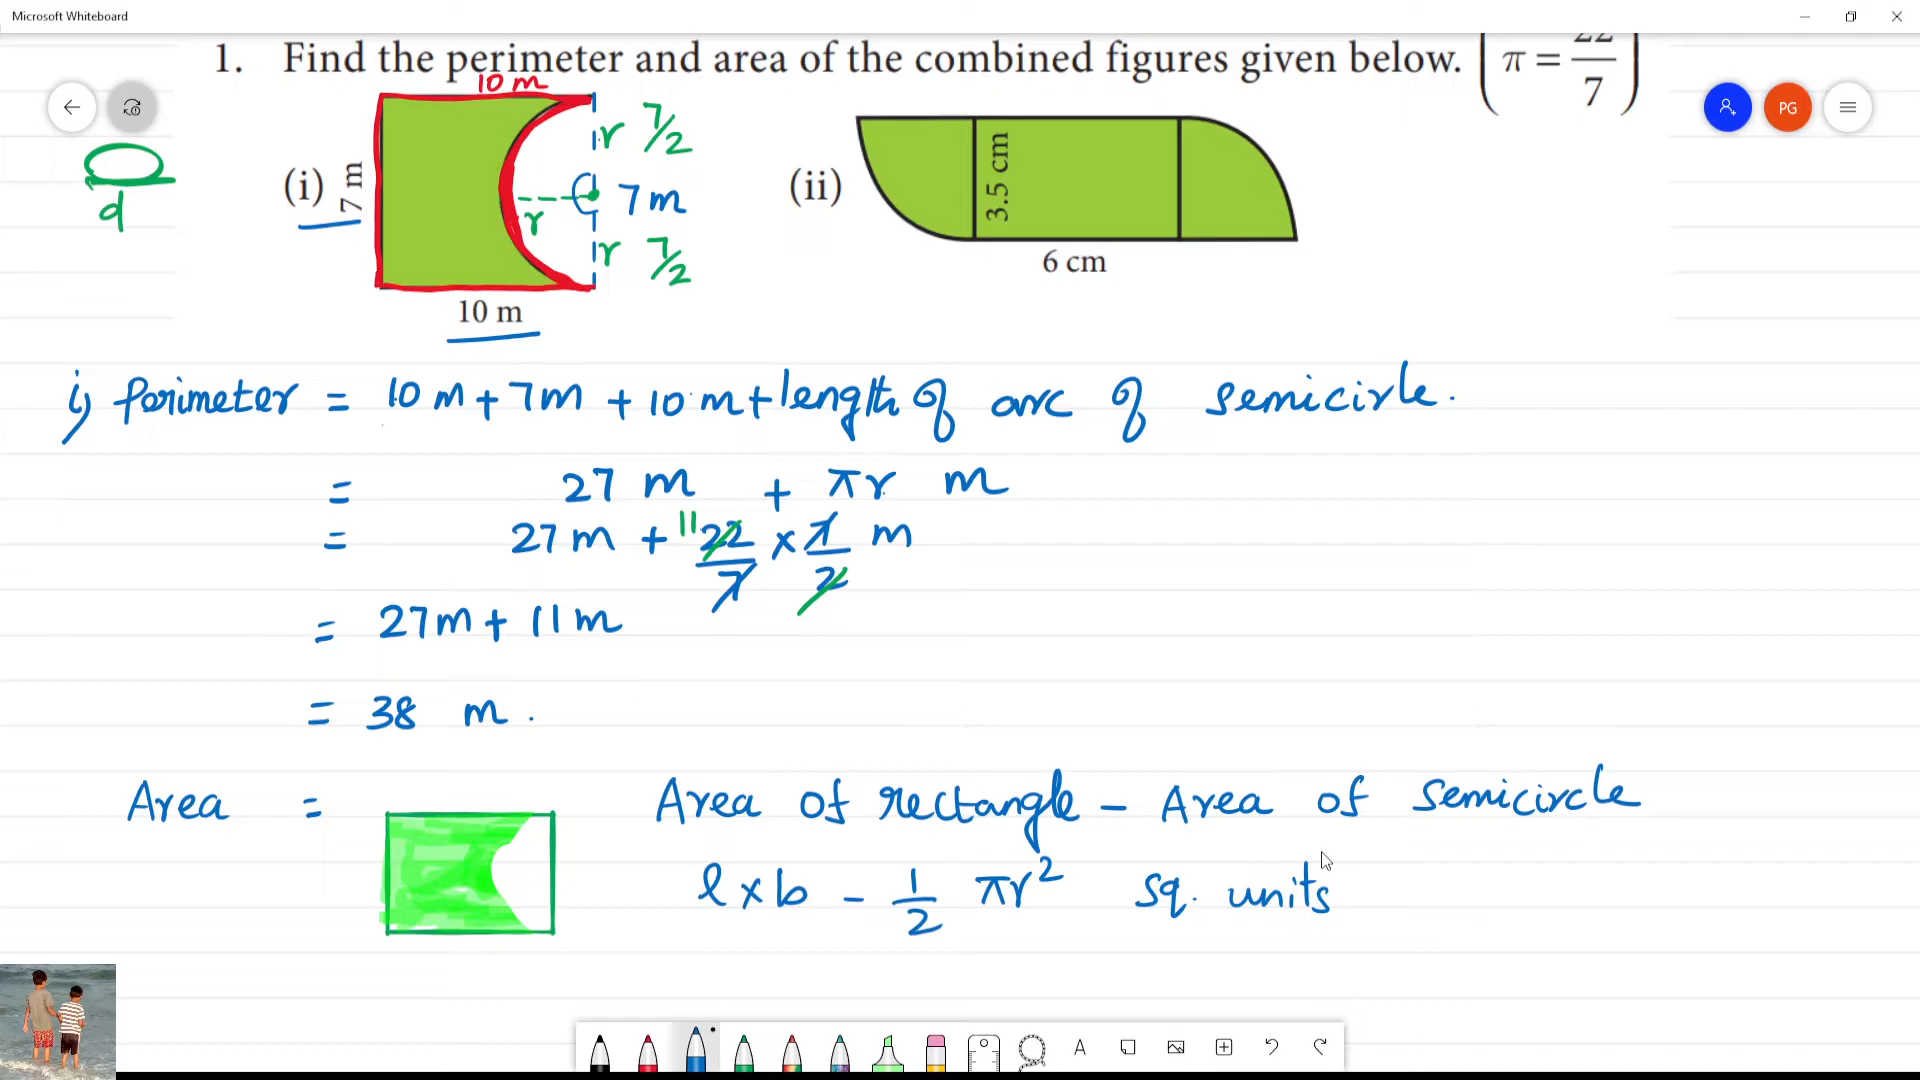 Microsoft Whiteboard
1. Find the perimeter and area of the combined figures given below. (π = 22/7)
PG
10 m
r 7/2
(i) 7 m
r
7 m
r 7/2
10 m
d
(ii) 3.5 cm
6 cm
i) Perimeter = 10 m + 7m + 10 m + length of arc of semicirle.
= 27 m + πr m
= 27 m + 11 22/7 × 7/2 m
= 27m + 11m
= 38 m.
Area = Area of rectangle - Area of semicircle
l × b - 1/2 πr² sq. units
A